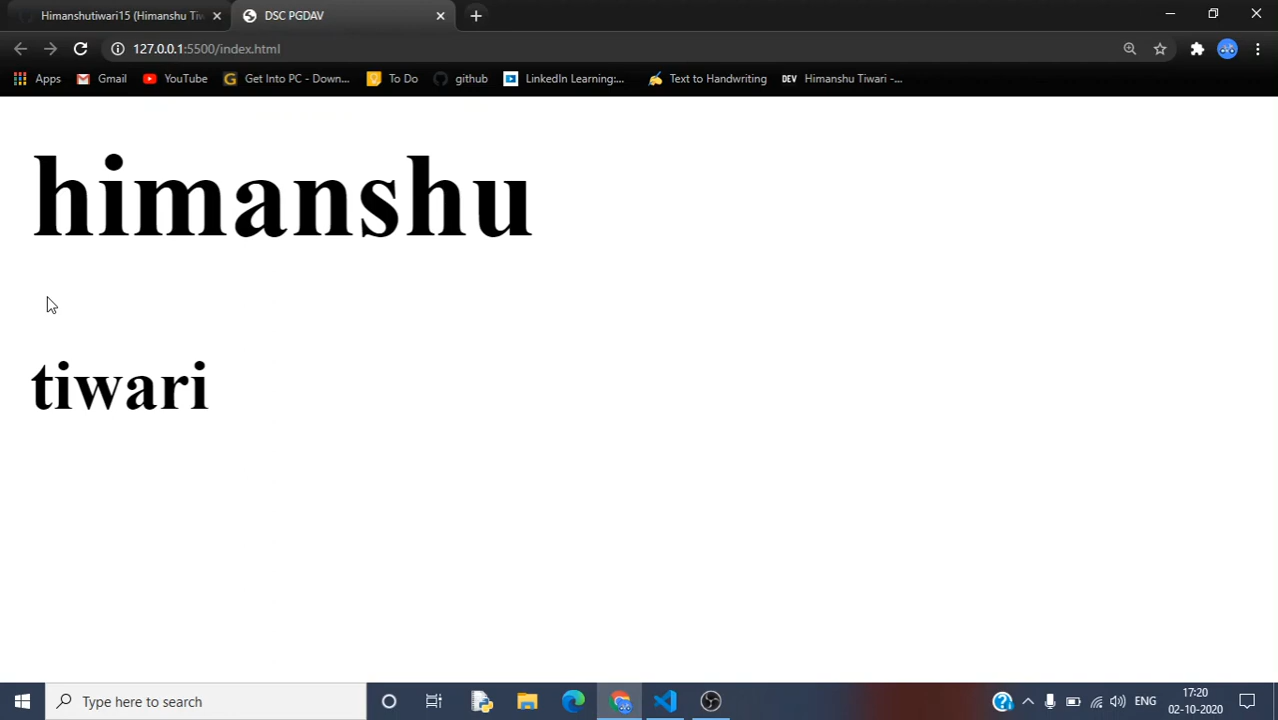 Himanshutiwari15 (Himanshu Tiw
DSC PGDAV
127.0.0.1:5500/index.html
Apps
Gmail
YouTube
Get Into PC - Down...
To Do
github
LinkedIn Learning:...
Text to Handwriting
DEV
Himanshu Tiwari -...
himanshu
tiwari
Type here to search
ENG
17:20
02-10-2020